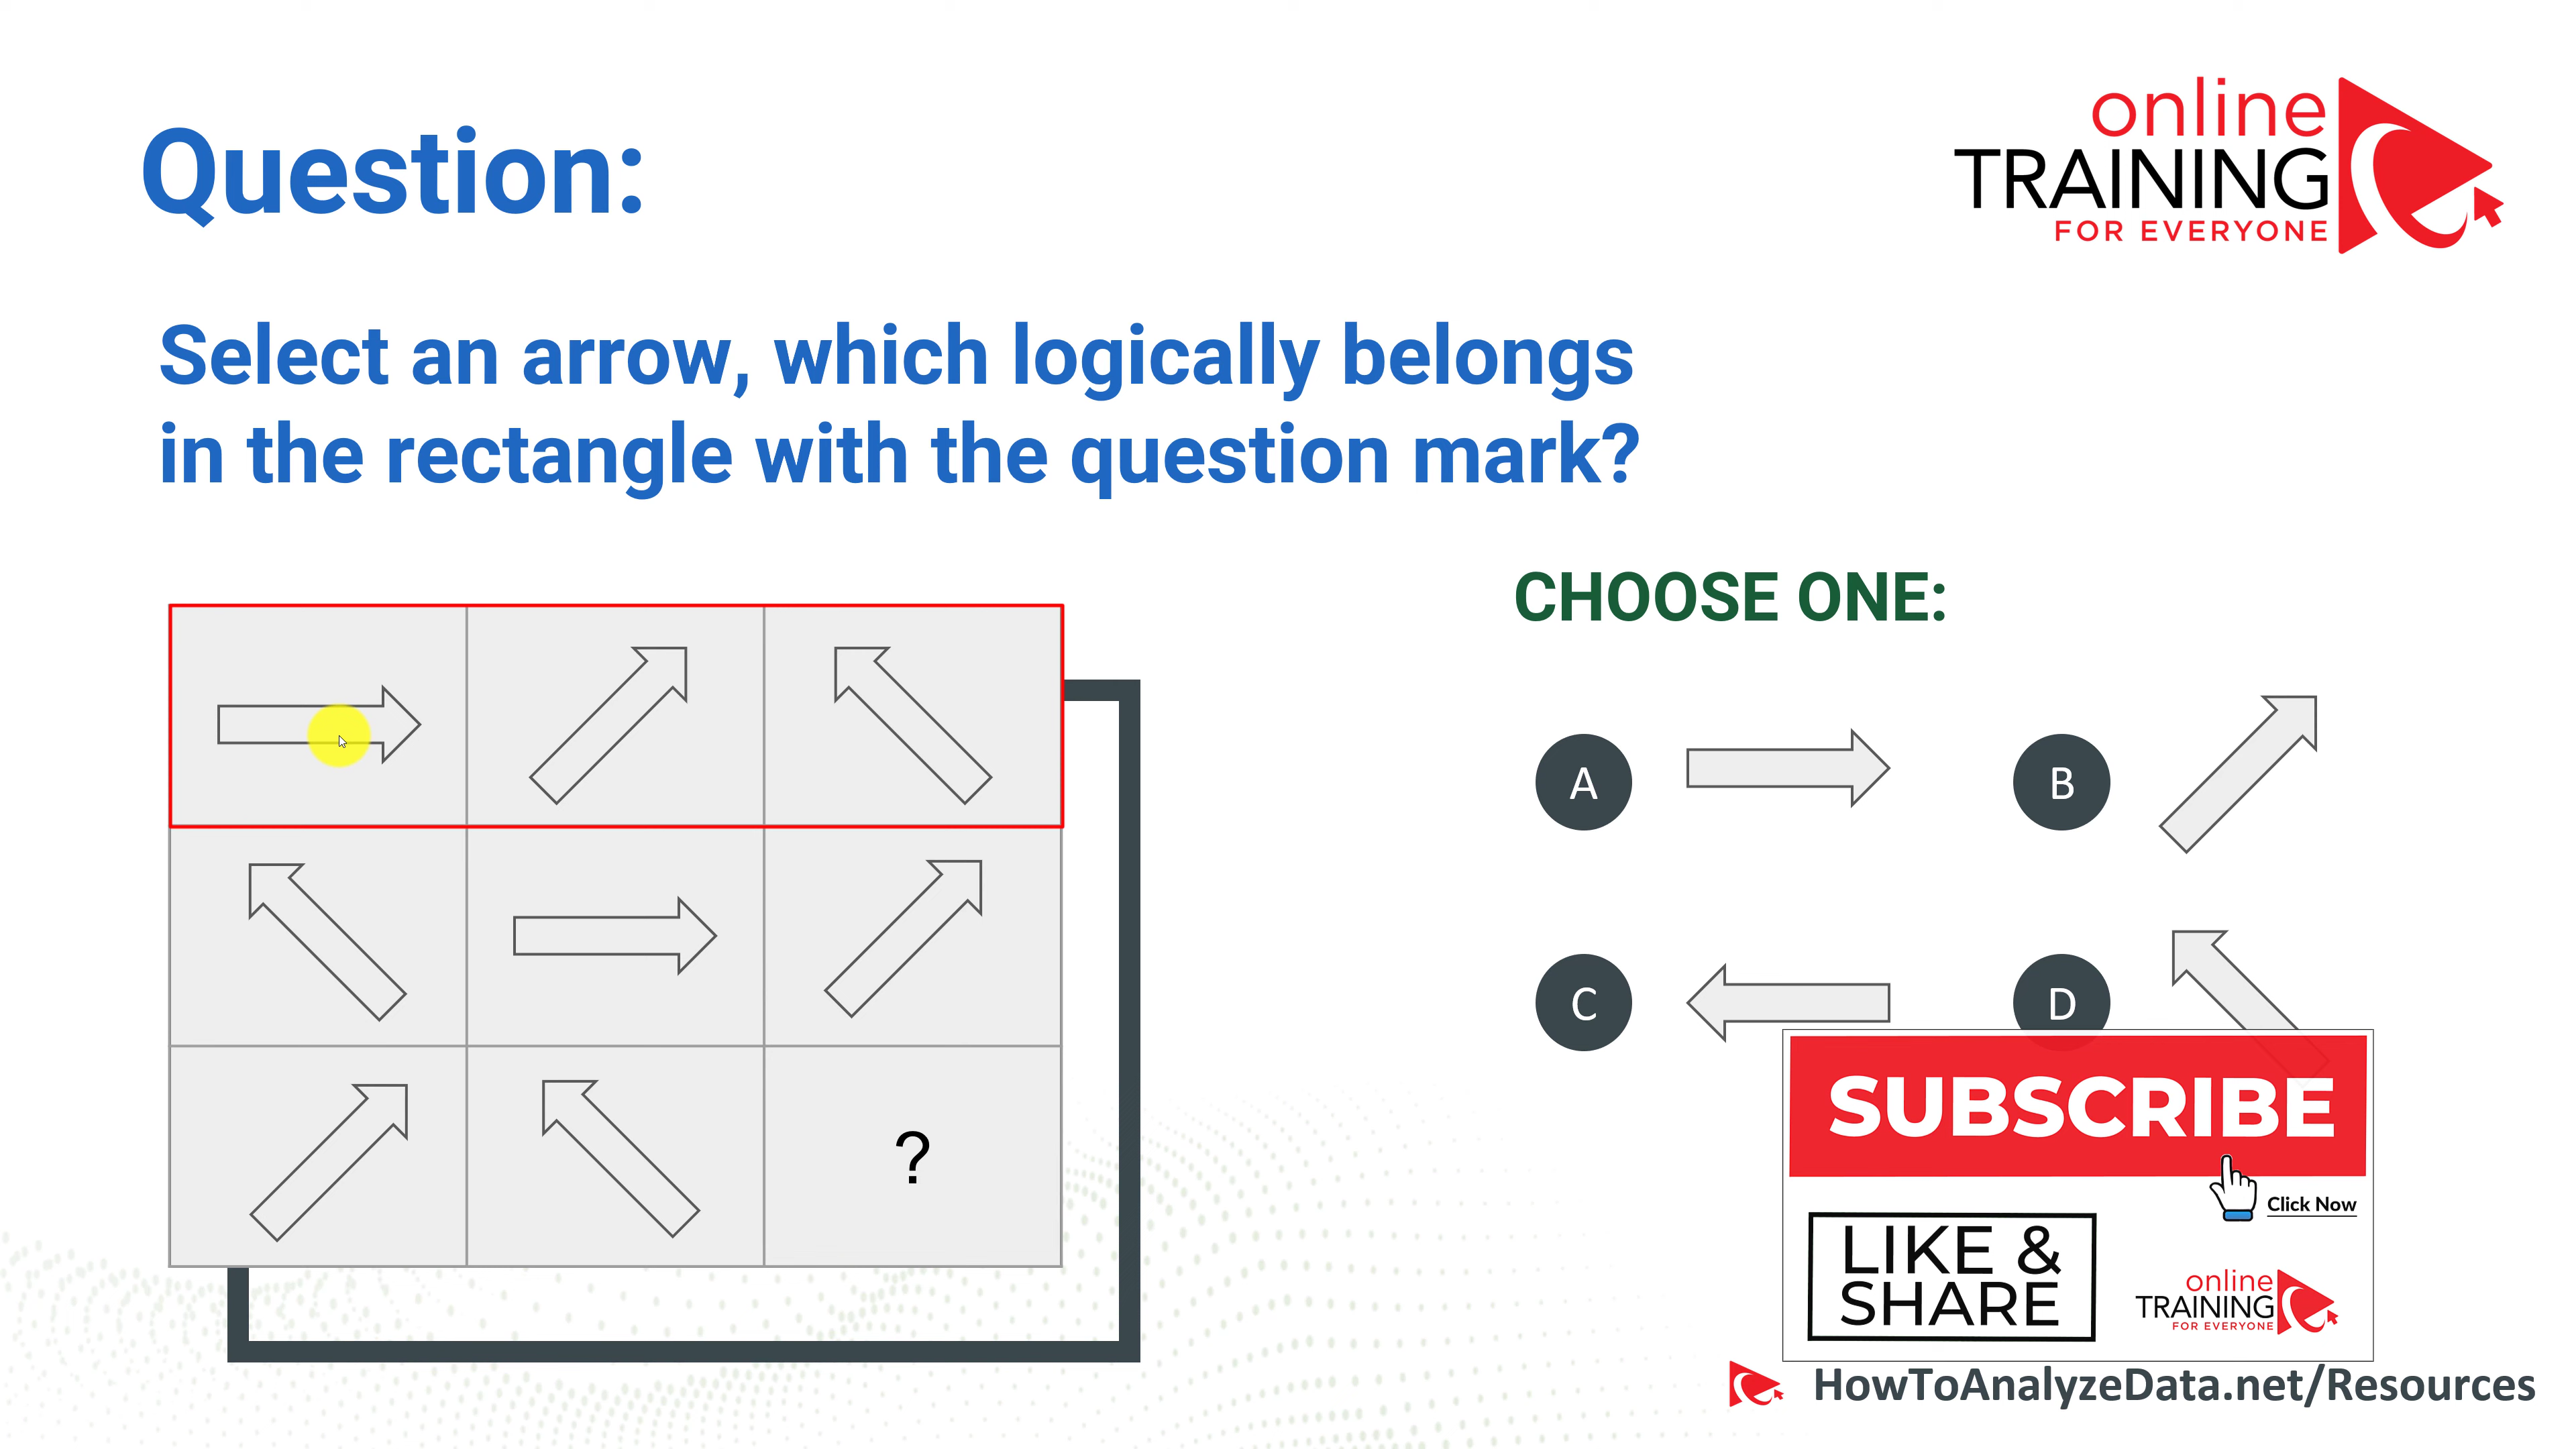 Question:
online
TRAINING
FOR EVERYONE
Select an arrow, which logically belongs
in the rectangle with the question mark?
CHOOSE ONE:
A
B
C
D
?
SUBSCRIBE
Click Now
LIKE &
SHARE
online
TRAINING
FOR EVERYONE
HowToAnalyzeData.net/Resources